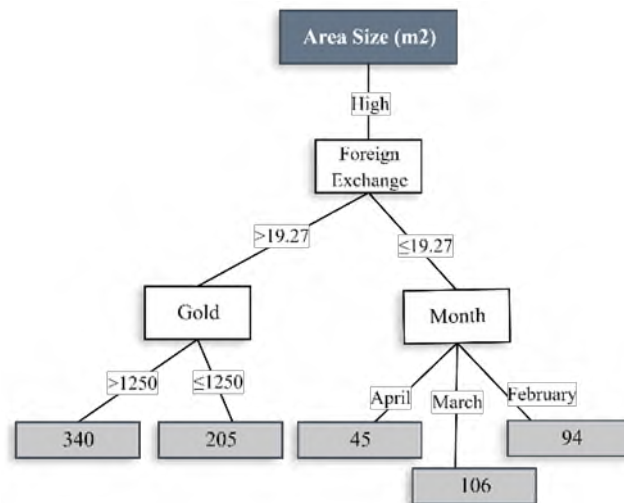 Area Size (m2)
High
Foreign
Exchange
>19.27
≤19.27
Gold
Month
>1250
≤1250
April
March
February
340
205
45
94
106